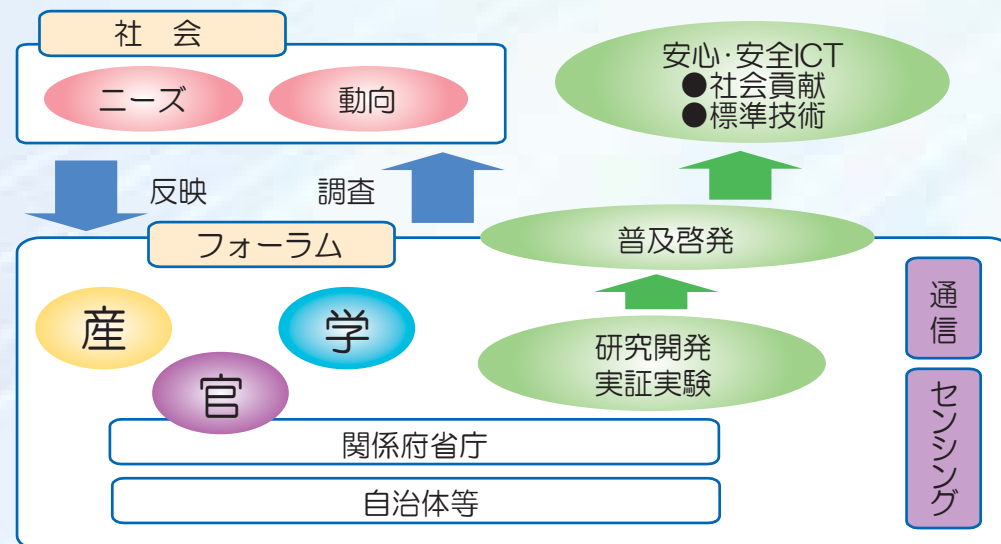 社　会
ニーズ
動向
安心・安全ICT
●社会貢献
●標準技術
反映
調査
フォーラム
普及啓発
産
学
官
研究開発
実証実験
通信
センシング
関係府省庁
自治体等